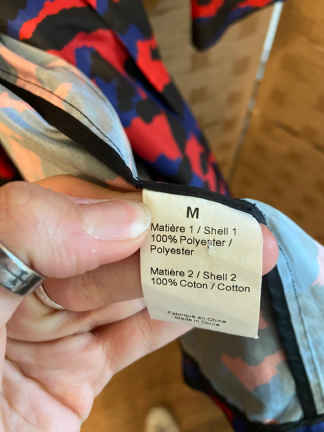 M
Matière 1 / Shell 1
100% Polyester /
Polyester
Matière 2 / Shell 2
100% Coton / Cotton
Fabriqué en Chine
Made in China